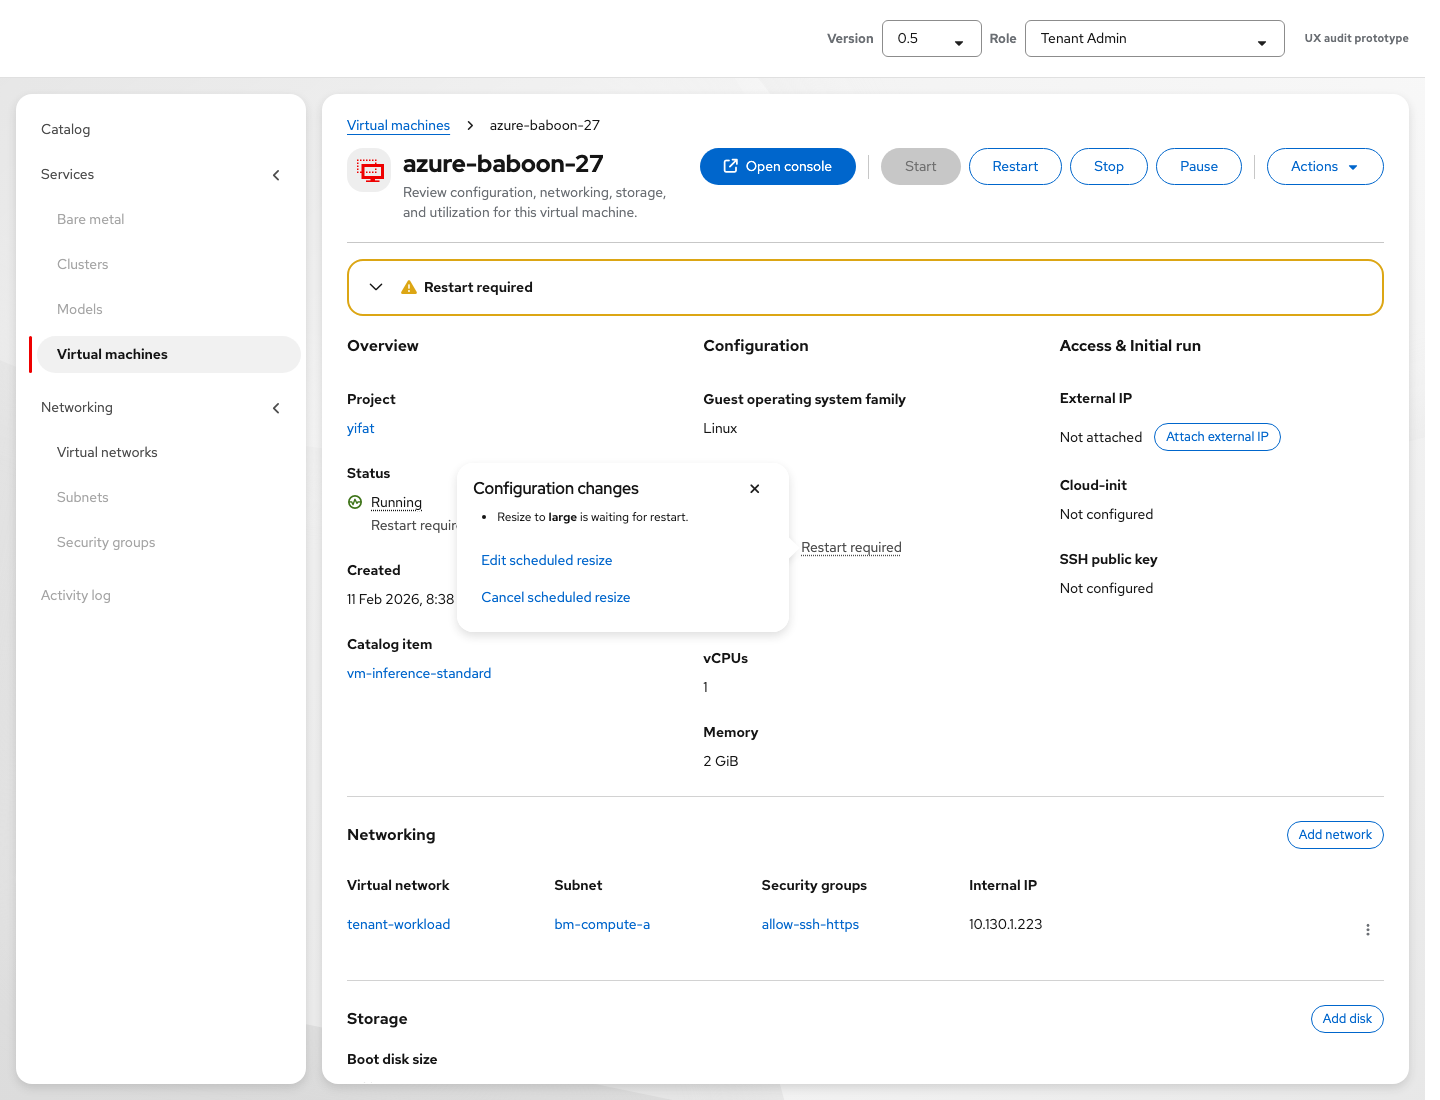 Version
0.5
Role
Tenant Admin
UX audit prototype
Catalog
Services
Bare metal
Clusters
Models
Virtual machines
Networking
Virtual networks
Subnets
Security groups
Activity log
Virtual machines
azure-baboon-27
azure-baboon-27
Review configuration, networking, storage,
and utilization for this virtual machine.
Open console
Start
Restart
Stop
Pause
Actions
Restart required
Overview
Project
yifat
Status
Running
Restart
Created
11 Feb 2026, 8:38
Catalog item
vm-inference-standard
Configuration
Guest operating system family
Linux
Configuration changes
Resize to large is waiting for restart.
Edit scheduled resize
Cancel scheduled resize
Restart required
vCPUs
1
Memory
2 GiB
Access & Initial run
External IP
Not attached
Attach external IP
Cloud-init
Not configured
SSH public key
Not configured
Networking
Add network
Virtual network
Subnet
Security groups
Internal IP
tenant-workload
bm-compute-a
allow-ssh-https
10.130.1.223
Storage
Add disk
Boot disk size